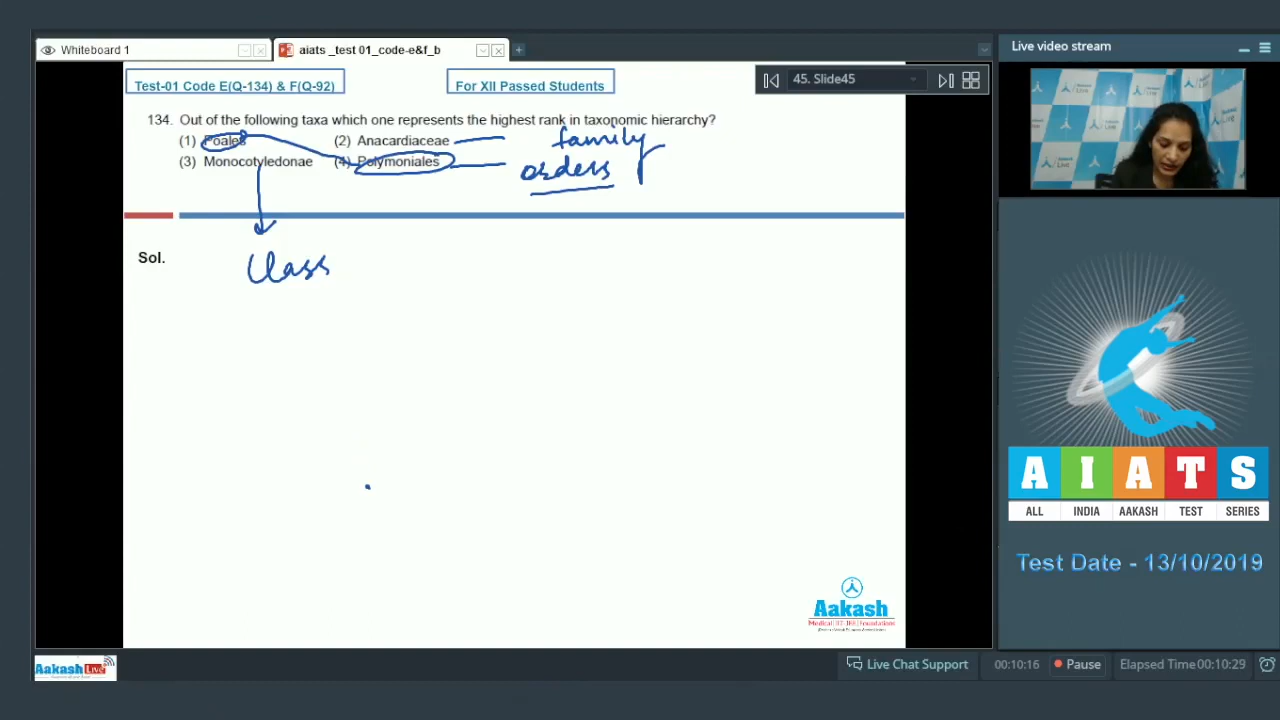 Whiteboard 1
aiats _test 01_code-e&f_b
Live video stream
Test-01 Code E(Q-134) & F(Q-92)
For XII Passed Students
45. Slide45
134. Out of the following taxa which one represents the highest rank in taxonomic hierarchy?
(1) Poales (2) Anacardiaceae
family
(3) Monocotyledonae (4) Polymoniales
orders
Sol.
Class
AIATS
ALL INDIA AAKASH TEST SERIES
Test Date - 13/10/2019
Aakash
Medical|IIT-JEE|Foundations
Aakash Live
Live Chat Support
00:10:16
Pause
Elapsed Time 00:10:29